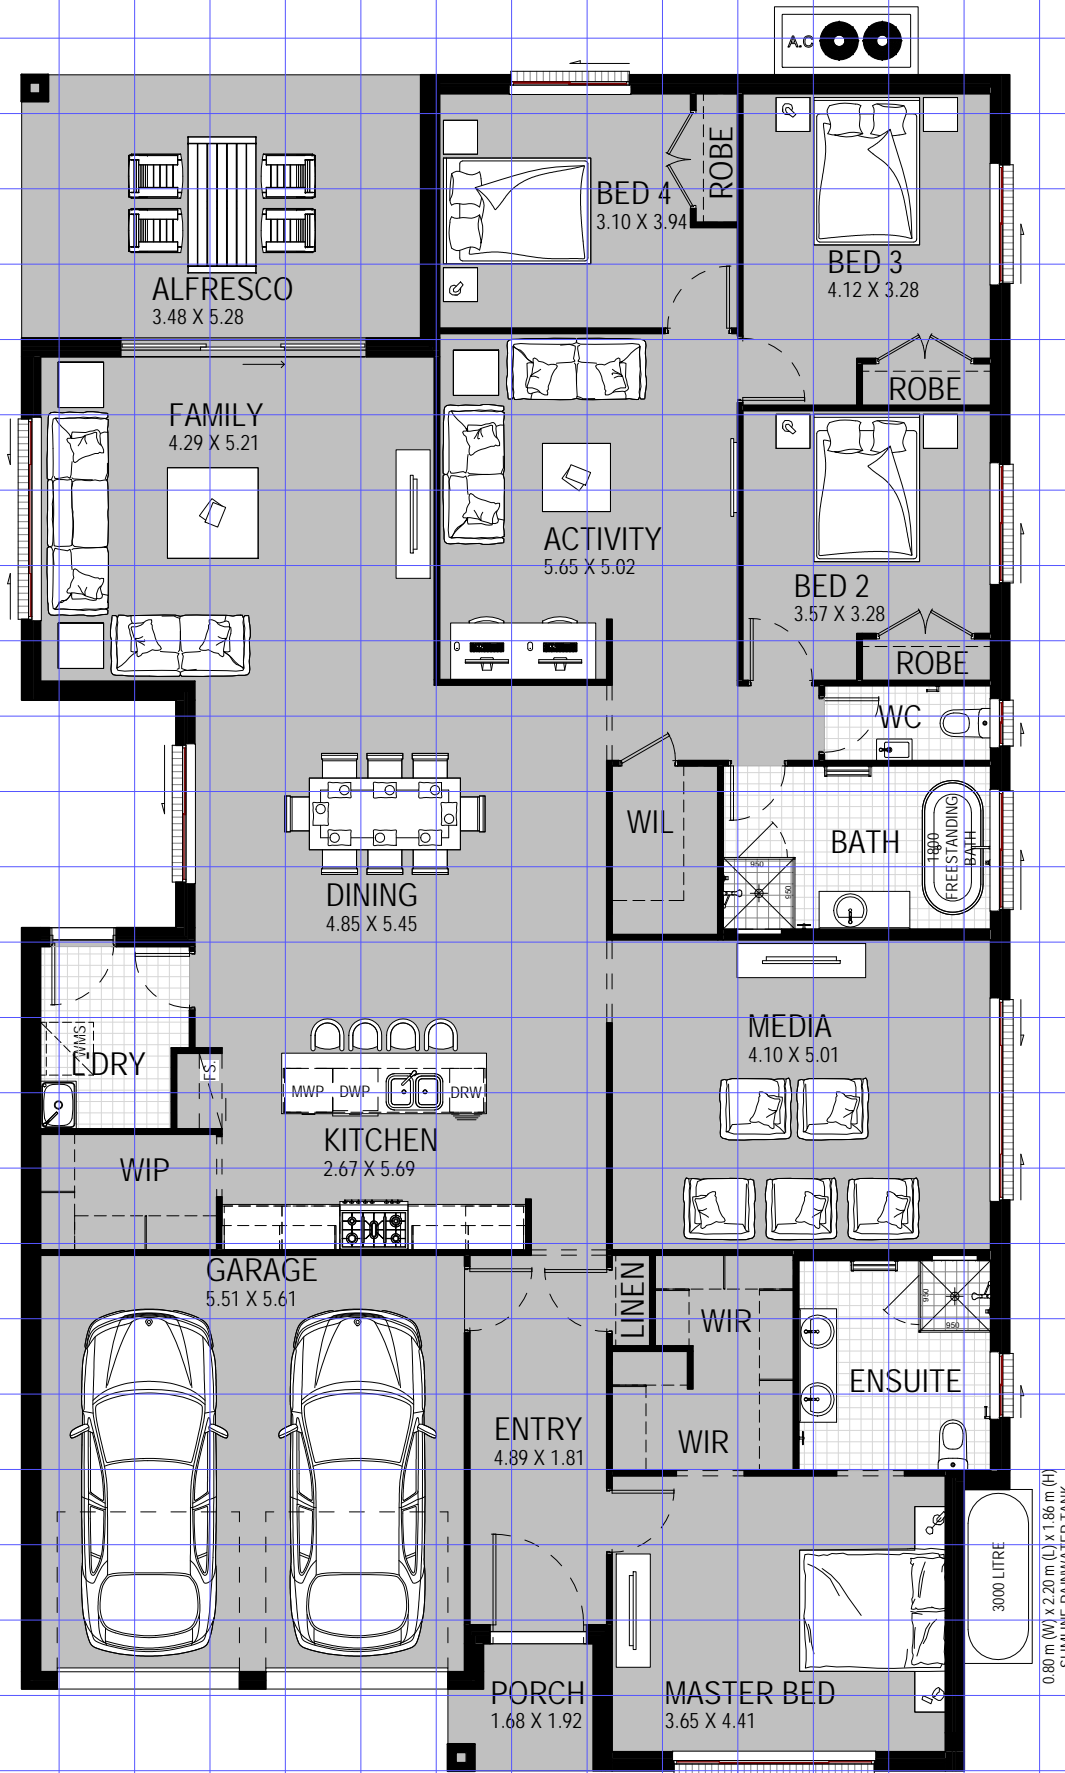 A.C
ROBE
BED 4
3.10 X 3.94
BED 3
4.12 X 3.28
ALFRESCO
3.48 X 5.28
ROBE
FAMILY
4.29 X 5.21
ACTIVITY
5.65 X 5.02
BED 2
3.57 X 3.28
ROBE
WC
WIL
BATH
1800
FREESTANDING
BATH
950
950
DINING
4.85 X 5.45
MEDIA
4.10 X 5.01
WMS
L'DRY
FS.
MWP
DWP
DRW
KITCHEN
2.67 X 5.69
WIP
GARAGE
5.51 X 5.61
LINEN
WIR
950
950
ENSUITE
ENTRY
4.89 X 1.81
WIR
3000 LITRE
0.80 m (W) x 2.20 m (L) x 1.86 m (H)
SLIMLINE RAINWATER TANK
PORCH
1.68 X 1.92
MASTER BED
3.65 X 4.41